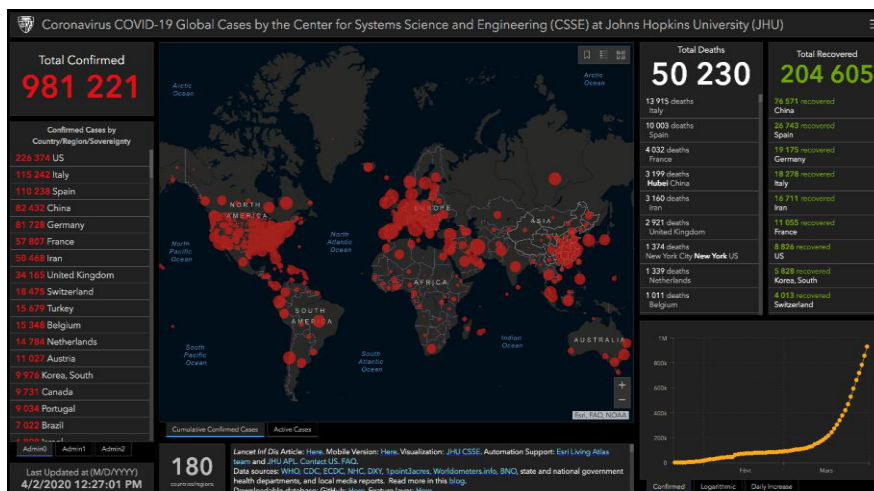 Coronavirus COVID-19 Global Cases by the Center for Systems Science and Engineering (CSSE) at Johns Hopkins University (JHU)
Total Confirmed
981 221
Confirmed Cases by
Country/Region/Sovereignty
226 374 US
115 242 Italy
110 238 Spain
82 432 China
81 728 Germany
57 807 France
50 468 Iran
34 165 United Kingdom
18 475 Switzerland
15 679 Turkey
15 348 Belgium
14 784 Netherlands
11 027 Austria
9 976 Korea, South
9 731 Canada
9 034 Portugal
7 022 Brazil
Admin0 Admin1 Admin2
Last Updated at (M/D/YYYY)
4/2/2020 12:27:01 PM
Arctic
Ocean
Arctic
Ocean
NORTH
AMERICA
EUROPE
ASIA
North
Pacific
Ocean
North
Atlantic
Ocean
AFRICA
SOUTH
AMERICA
Indian
Ocean
AUSTRALIA
South
Pacific
Ocean
South
Atlantic
Ocean
+
−
Esri, FAO, NOAA
Cumulative Confirmed Cases Active Cases
180
countries/regions
Lancet Inf Dis Article: Here. Mobile Version: Here. Visualization: JHU CSSE. Automation Support: Esri Living Atlas
team and JHU APL. Contact US. FAQ.
Data sources: WHO, CDC, ECDC, NHC, DXY, 1point3acres, Worldometers.info, BNO, state and national government
health departments, and local media reports. Read more in this blog.
Downloadable database: GitHub: Here. Feature layer: Here.
Total Deaths
50 230
13 915 deaths
Italy
10 003 deaths
Spain
4 032 deaths
France
3 199 deaths
Hubei China
3 160 deaths
Iran
2 921 deaths
United Kingdom
1 374 deaths
New York City New York US
1 339 deaths
Netherlands
1 011 deaths
Belgium
Total Recovered
204 605
76 571 recovered
China
26 743 recovered
Spain
19 175 recovered
Germany
18 278 recovered
Italy
16 711 recovered
Iran
11 055 recovered
France
8 826 recovered
US
5 828 recovered
Korea, South
4 013 recovered
Switzerland
1M
800k
600k
400k
200k
0
Févr. Mars
Confirmed Logarithmic Daily Increase